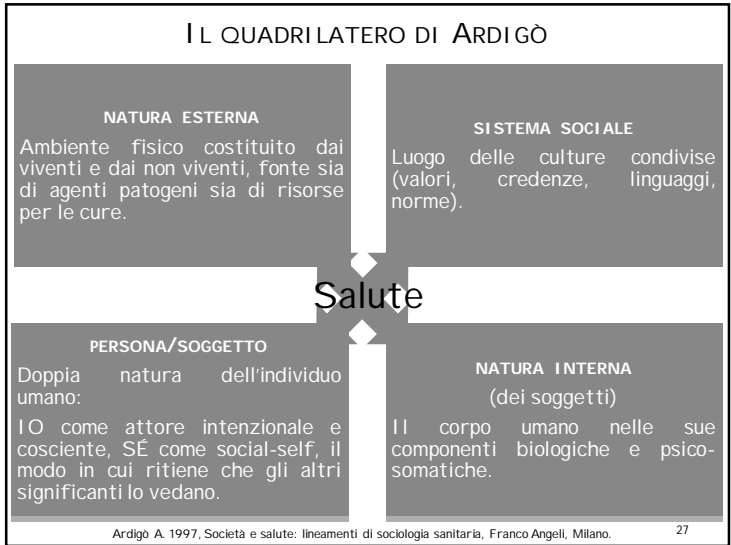 IL QUADRILATERO DI ARDIGÒ
NATURA ESTERNA
Ambiente fisico costituito dai
viventi e dai non viventi, fonte sia
di agenti patogeni sia di risorse
per le cure.
SISTEMA SOCIALE
Luogo delle culture condivise
(valori, credenze, linguaggi,
norme).
Salute
PERSONA/SOGGETTO
Doppia natura dell'individuo
umano:
IO come attore intenzionale e
cosciente, SÉ come social-self, il
modo in cui ritiene che gli altri
significanti lo vedano.
NATURA INTERNA
(dei soggetti)
Il corpo umano nelle sue
componenti biologiche e psico-
somatiche.
Ardigò A. 1997, Società e salute: lineamenti di sociologia sanitaria, Franco Angeli, Milano.
27